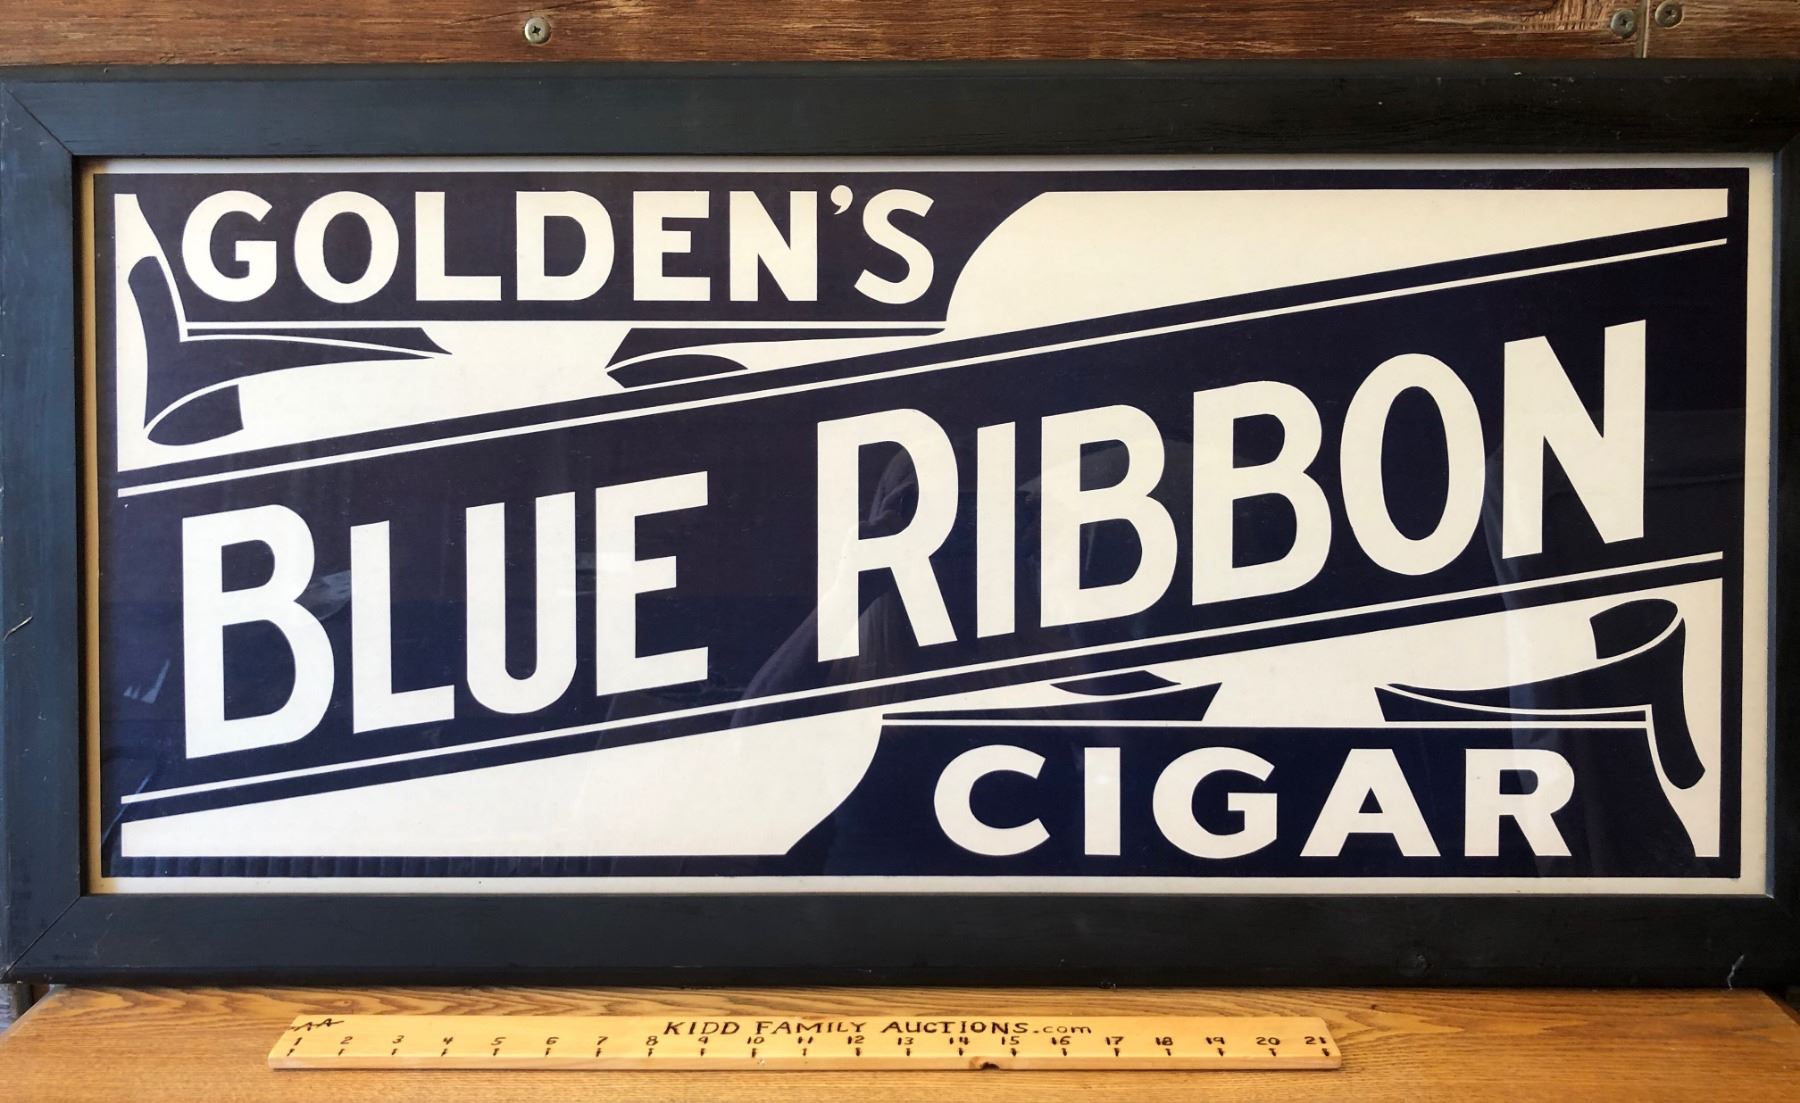 GOLDEN'S
BLUE RIBBON
CIGAR
KIDD FAMILY AUCTIONS.com
1 2 3 4 5 6 7 8 9 10 11 12 13 14 15 16 17 18 19 20 21